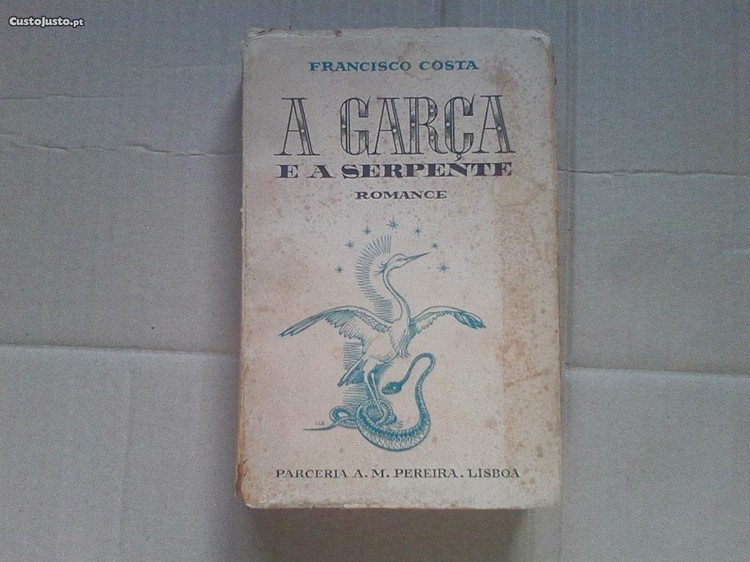 CustoJusto.pt
FRANCISCO COSTA
A GARÇA
E A SERPENTE
ROMANCE
PARCERIA A. M. PEREIRA. LISBOA